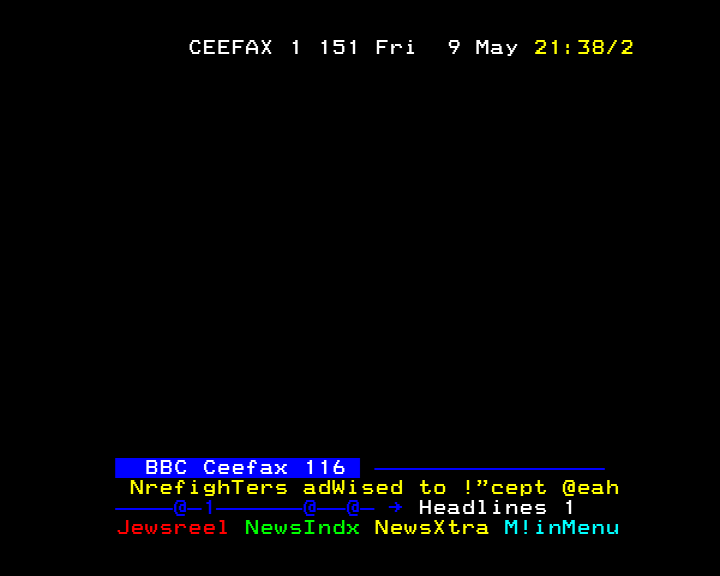 CEEFAX 1 151 Fri  9 May 21:38/2
BBC Ceefax 116
NrefighTers adWised to !”cept @eah
————@—1——————@——@— → Headlines 1
Jewsreel NewsIndx NewsXtra M!inMenu